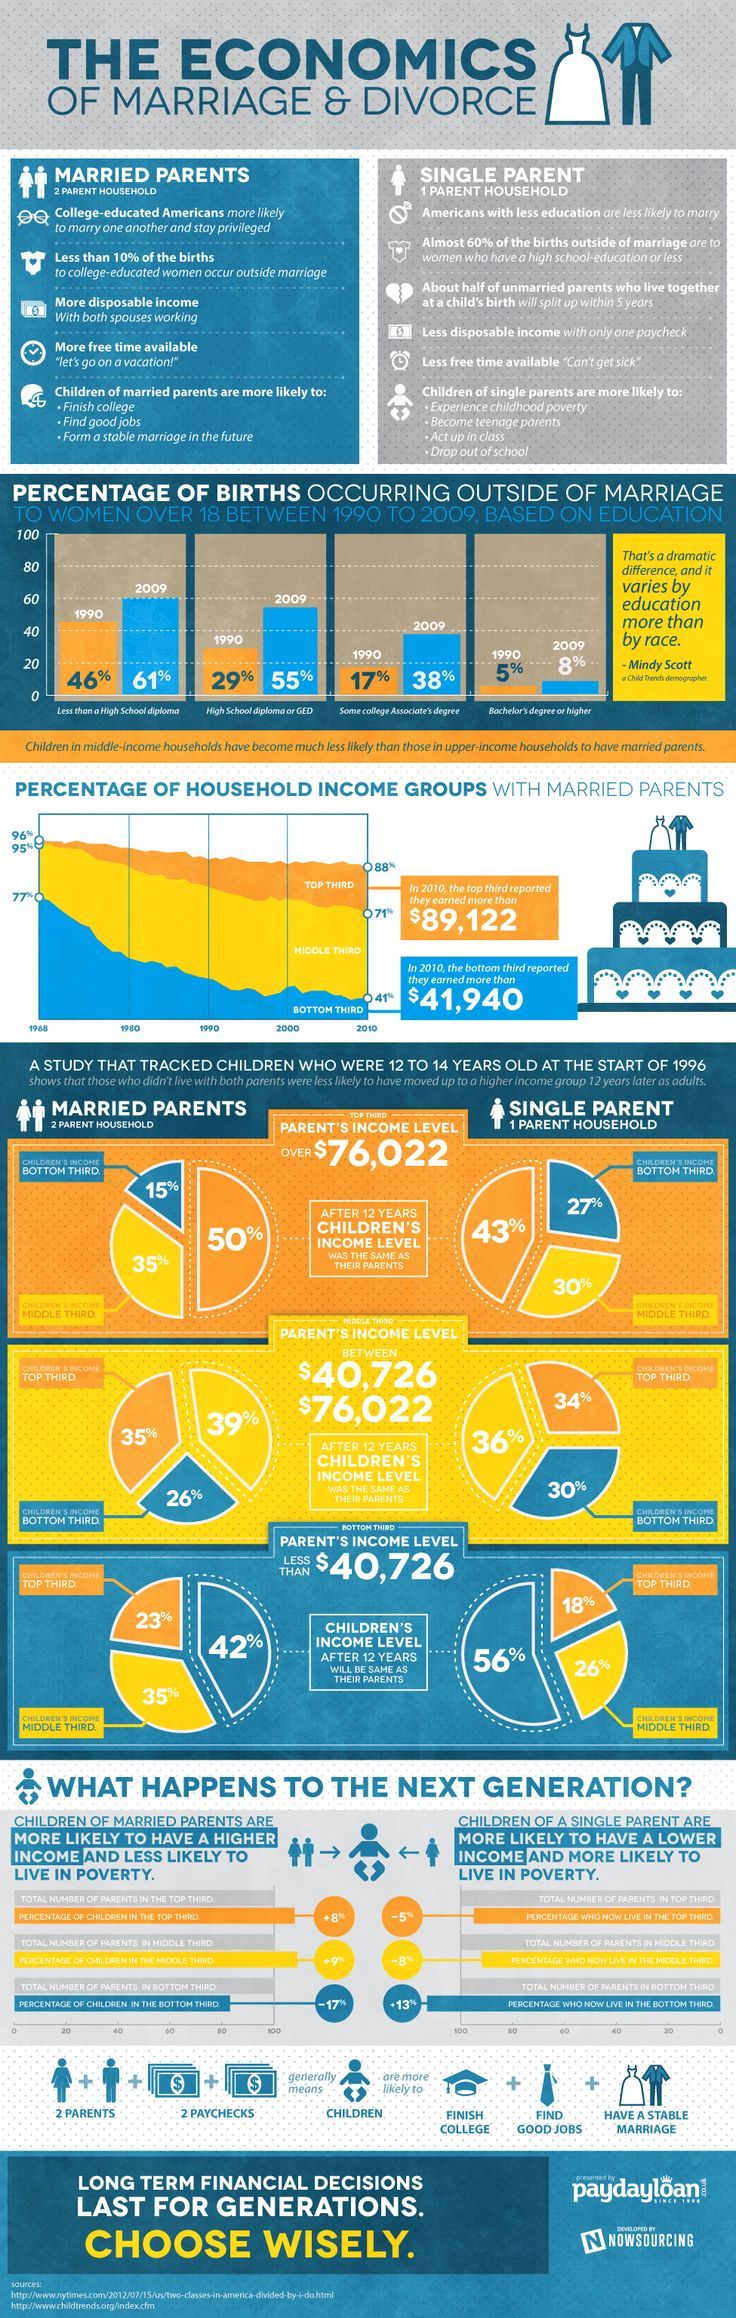 THE ECONOMICS
OF MARRIAGE & DIVORCE
MARRIED PARENTS
2 PARENT HOUSEHOLD
College-educated Americans more likely
to marry one another and stay privileged
Less than 10% of the births
to college-educated women occur outside marriage
More disposable income
With both spouses working
More free time available
"let's go on a vacation!"
Children of married parents are more likely to:
• Finish college
• Find good jobs
• Form a stable marriage in the future
SINGLE PARENT
1 PARENT HOUSEHOLD
Americans with less education are less likely to marry
Almost 60% of the births outside of marriage are to
women who have a high school-education or less
About half of unmarried parents who live together
at a child's birth will split up within 5 years
Less disposable income with only one paycheck
Less free time available "Can't get sick"
Children of single parents are more likely to:
• Experience childhood poverty
• Become teenage parents
• Act up in class
• Drop out of school
PERCENTAGE OF BIRTHS OCCURRING OUTSIDE OF MARRIAGE
TO WOMEN OVER 18 BETWEEN 1990 TO 2009, BASED ON EDUCATION
100
80
60
40
20
0
1990
46%
2009
61%
Less than a High School diploma
1990
29%
2009
55%
High School diploma or GED
1990
17%
2009
38%
Some college Associate's degree
1990
5%
2009
8%
Bachelor's degree or higher
That's a dramatic
difference, and it
varies by
education
more than
by race.
- Mindy Scott
a Child Trends demographer.
Children in middle-income households have become much less likely than those in upper-income households to have married parents.
PERCENTAGE OF HOUSEHOLD INCOME GROUPS WITH MARRIED PARENTS
96%
95%
77%
TOP THIRD
MIDDLE THIRD
BOTTOM THIRD
88%
71%
41%
1968
1980
1990
2000
2010
In 2010, the top third reported
they earned more than
$89,122
In 2010, the bottom third reported
they earned more than
$41,940
A STUDY THAT TRACKED CHILDREN WHO WERE 12 TO 14 YEARS OLD AT THE START OF 1996
shows that those who didn't live with both parents were less likely to have moved up to a higher income group 12 years later as adults.
MARRIED PARENTS
2 PARENT HOUSEHOLD
SINGLE PARENT
1 PARENT HOUSEHOLD
TOP THIRD
PARENT'S INCOME LEVEL
OVER $76,022
CHILDREN'S INCOME
BOTTOM THIRD.
15%
50%
35%
CHILDREN'S INCOME
MIDDLE THIRD.
AFTER 12 YEARS
CHILDREN'S
INCOME LEVEL
WAS THE SAME AS
THEIR PARENTS
43%
27%
30%
CHILDREN'S INCOME
BOTTOM THIRD.
CHILDREN'S INCOME
MIDDLE THIRD.
MIDDLE THIRD
PARENT'S INCOME LEVEL
BETWEEN
$40,726
$76,022
CHILDREN'S INCOME
TOP THIRD.
35%
39%
26%
CHILDREN'S INCOME
BOTTOM THIRD.
AFTER 12 YEARS
CHILDREN'S
INCOME LEVEL
WAS THE SAME AS
THEIR PARENTS
36%
34%
30%
CHILDREN'S INCOME
TOP THIRD.
CHILDREN'S INCOME
BOTTOM THIRD.
BOTTOM THIRD
PARENT'S INCOME LEVEL
LESS THAN $40,726
CHILDREN'S INCOME
TOP THIRD.
23%
42%
35%
CHILDREN'S INCOME
MIDDLE THIRD.
CHILDREN'S
INCOME LEVEL
AFTER 12 YEARS
WILL BE SAME AS
THEIR PARENTS
56%
18%
26%
CHILDREN'S INCOME
TOP THIRD.
CHILDREN'S INCOME
MIDDLE THIRD.
WHAT HAPPENS TO THE NEXT GENERATION?
CHILDREN OF MARRIED PARENTS ARE
MORE LIKELY TO HAVE A HIGHER
INCOME AND LESS LIKELY TO
LIVE IN POVERTY.
CHILDREN OF A SINGLE PARENT ARE
MORE LIKELY TO HAVE A LOWER
INCOME AND MORE LIKELY TO
LIVE IN POVERTY.
TOTAL NUMBER OF PARENTS IN THE TOP THIRD.
PERCENTAGE OF CHILDREN IN THE TOP THIRD.
+8%
TOTAL NUMBER OF PARENTS IN MIDDLE THIRD.
PERCENTAGE OF CHILDREN IN THE MIDDLE THIRD.
+9%
TOTAL NUMBER OF PARENTS IN BOTTOM THIRD.
PERCENTAGE OF CHILDREN IN THE BOTTOM THIRD.
-17%
0 20 40 60 80 100
TOTAL NUMBER OF PARENTS IN TOP THIRD.
-5%
PERCENTAGE WHO NOW LIVE IN THE TOP THIRD.
TOTAL NUMBER OF PARENTS IN MIDDLE THIRD
-8%
PERCENTAGE WHO NOW LIVE IN THE MIDDLE THIRD.
TOTAL NUMBER OF PARENTS IN BOTTOM THIRD
+13%
PERCENTAGE WHO NOW LIVE IN THE BOTTOM THIRD.
100 80 60 40 20 0
2 PARENTS
+
2 PAYCHECKS
generally
means
CHILDREN
are more
likely to
FINISH
COLLEGE
+
FIND
GOOD JOBS
+
HAVE A STABLE
MARRIAGE
LONG TERM FINANCIAL DECISIONS
LAST FOR GENERATIONS.
CHOOSE WISELY.
presented by
paydayloan.co.uk
SINCE 1998
DEVELOPED BY
N NOWSOURCING
sources:
http://www.nytimes.com/2012/07/15/us/two-classes-in-america-divided-by-i-do.html
http://www.childtrends.org/index.cfm